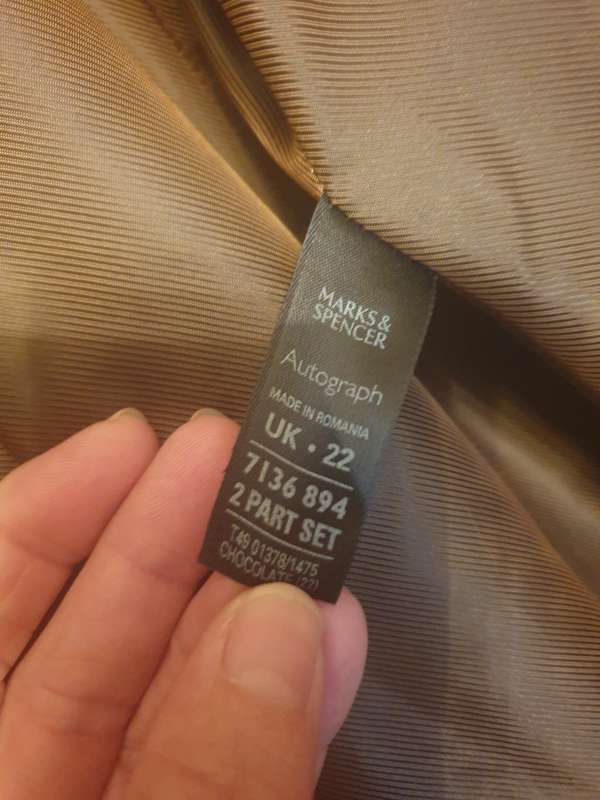 MARKS &
SPENCER
Autograph
MADE IN ROMANIA
UK · 22
7136 894
2 PART SET
T49 01378/1475
CHOCOLATE (22)